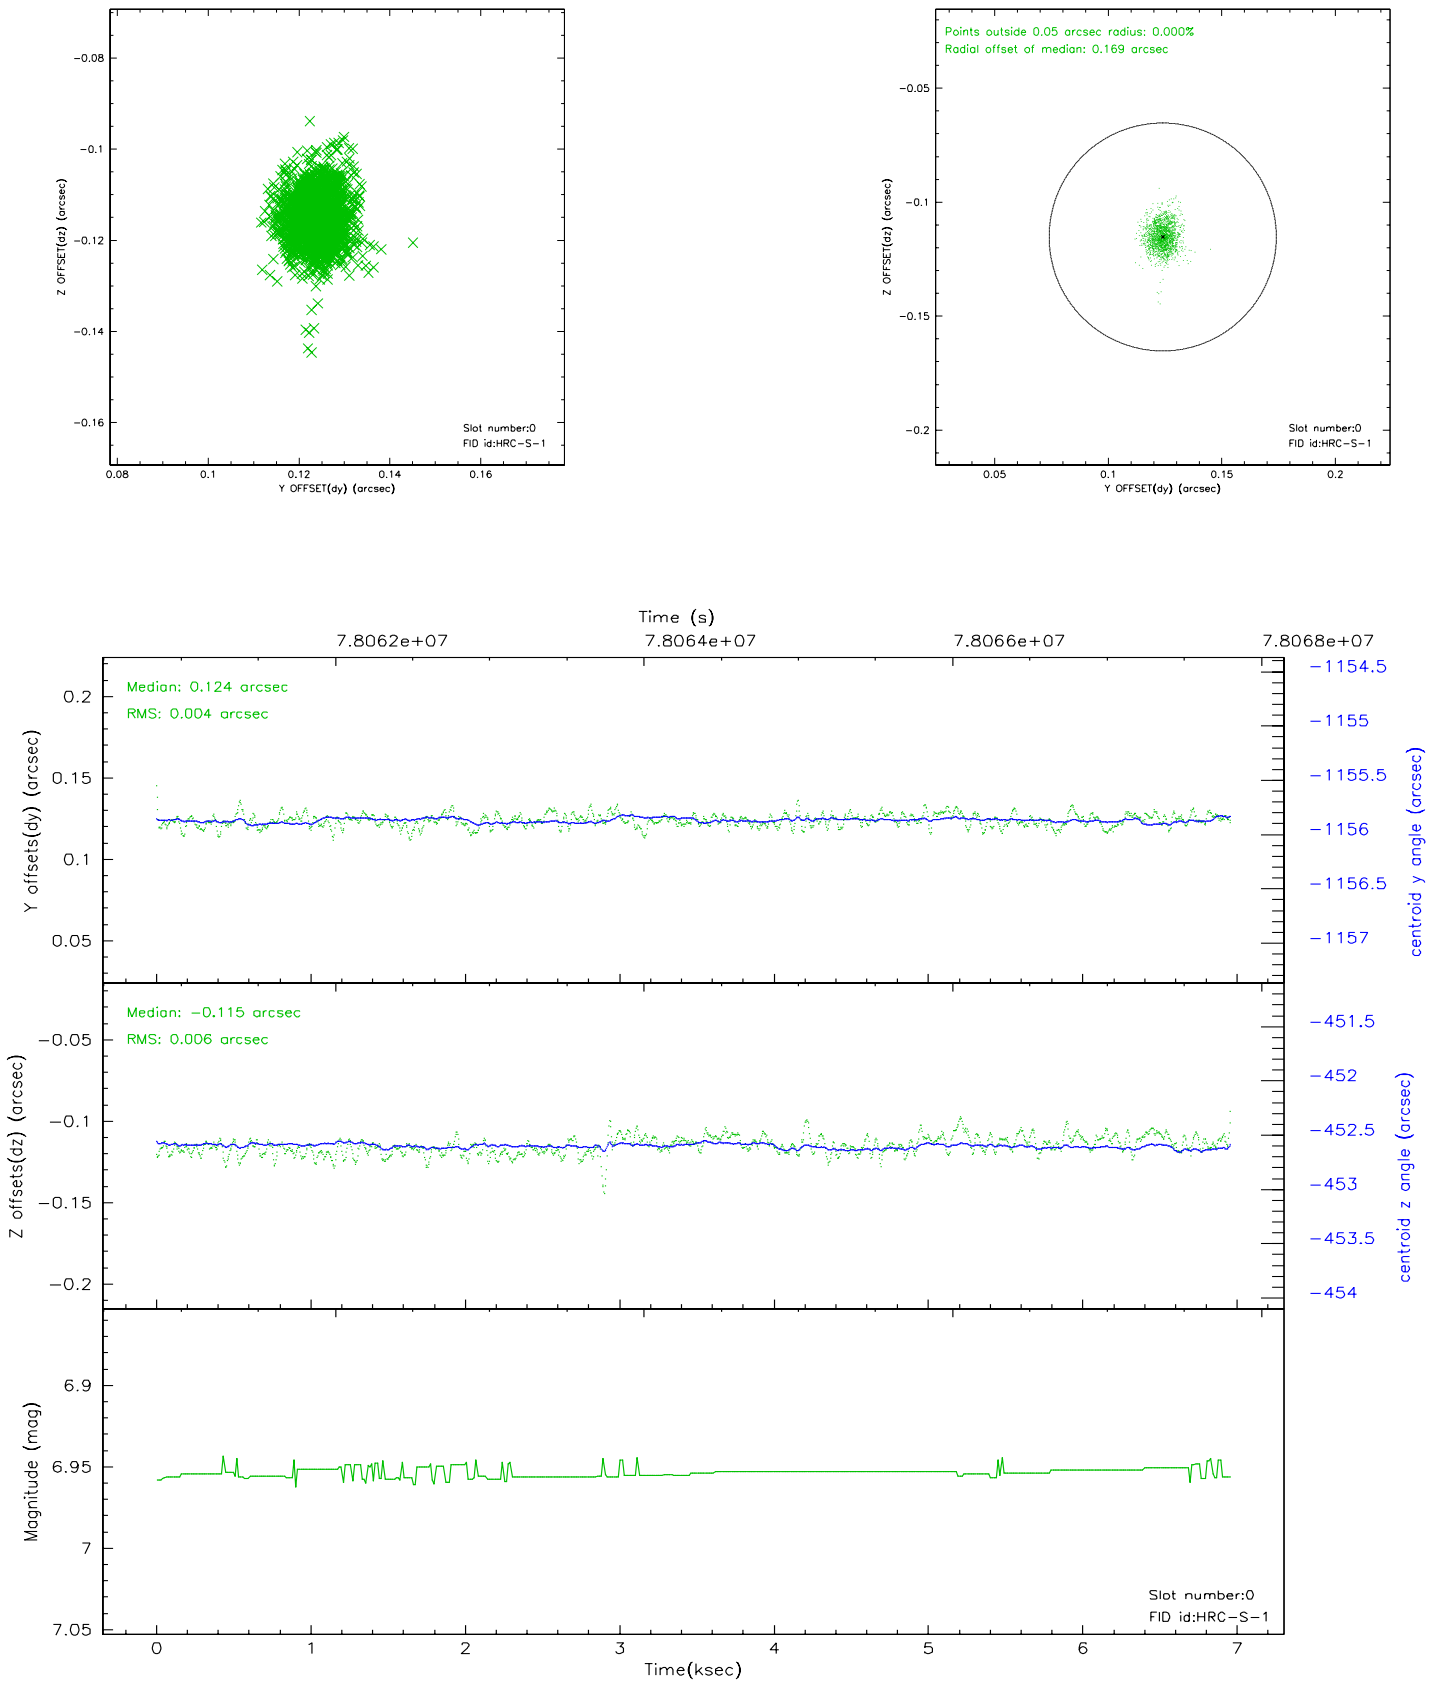 -0.08
-0.1
-0.12
-0.14
-0.16
Z OFFSET(dz) (arcsec)
Slot number:0
FID id:HRC-S-1
0.08 0.1 0.12 0.14 0.16
Y OFFSET(dy) (arcsec)
Points outside 0.05 arcsec radius: 0.000%
Radial offset of median: 0.169 arcsec
-0.05
-0.1
-0.15
-0.2
Z OFFSET(dz) (arcsec)
Slot number:0
FID id:HRC-S-1
0.05 0.1 0.15 0.2
Y OFFSET(dy) (arcsec)
Time (s)
7.8062e+07 7.8064e+07 7.8066e+07 7.8068e+07
Median: 0.124 arcsec
RMS: 0.004 arcsec
0.2
0.15
0.1
0.05
Y offsets(dy) (arcsec)
-1154.5
-1155
-1155.5
-1156
-1156.5
-1157
centroid y angle (arcsec)
Median: -0.115 arcsec
RMS: 0.006 arcsec
-0.05
-0.1
-0.15
-0.2
Z offsets(dz) (arcsec)
-451.5
-452
-452.5
-453
-453.5
-454
centroid z angle (arcsec)
6.9
6.95
7
7.05
Magnitude (mag)
Slot number:0
FID id:HRC-S-1
0 1 2 3 4 5 6 7
Time(ksec)